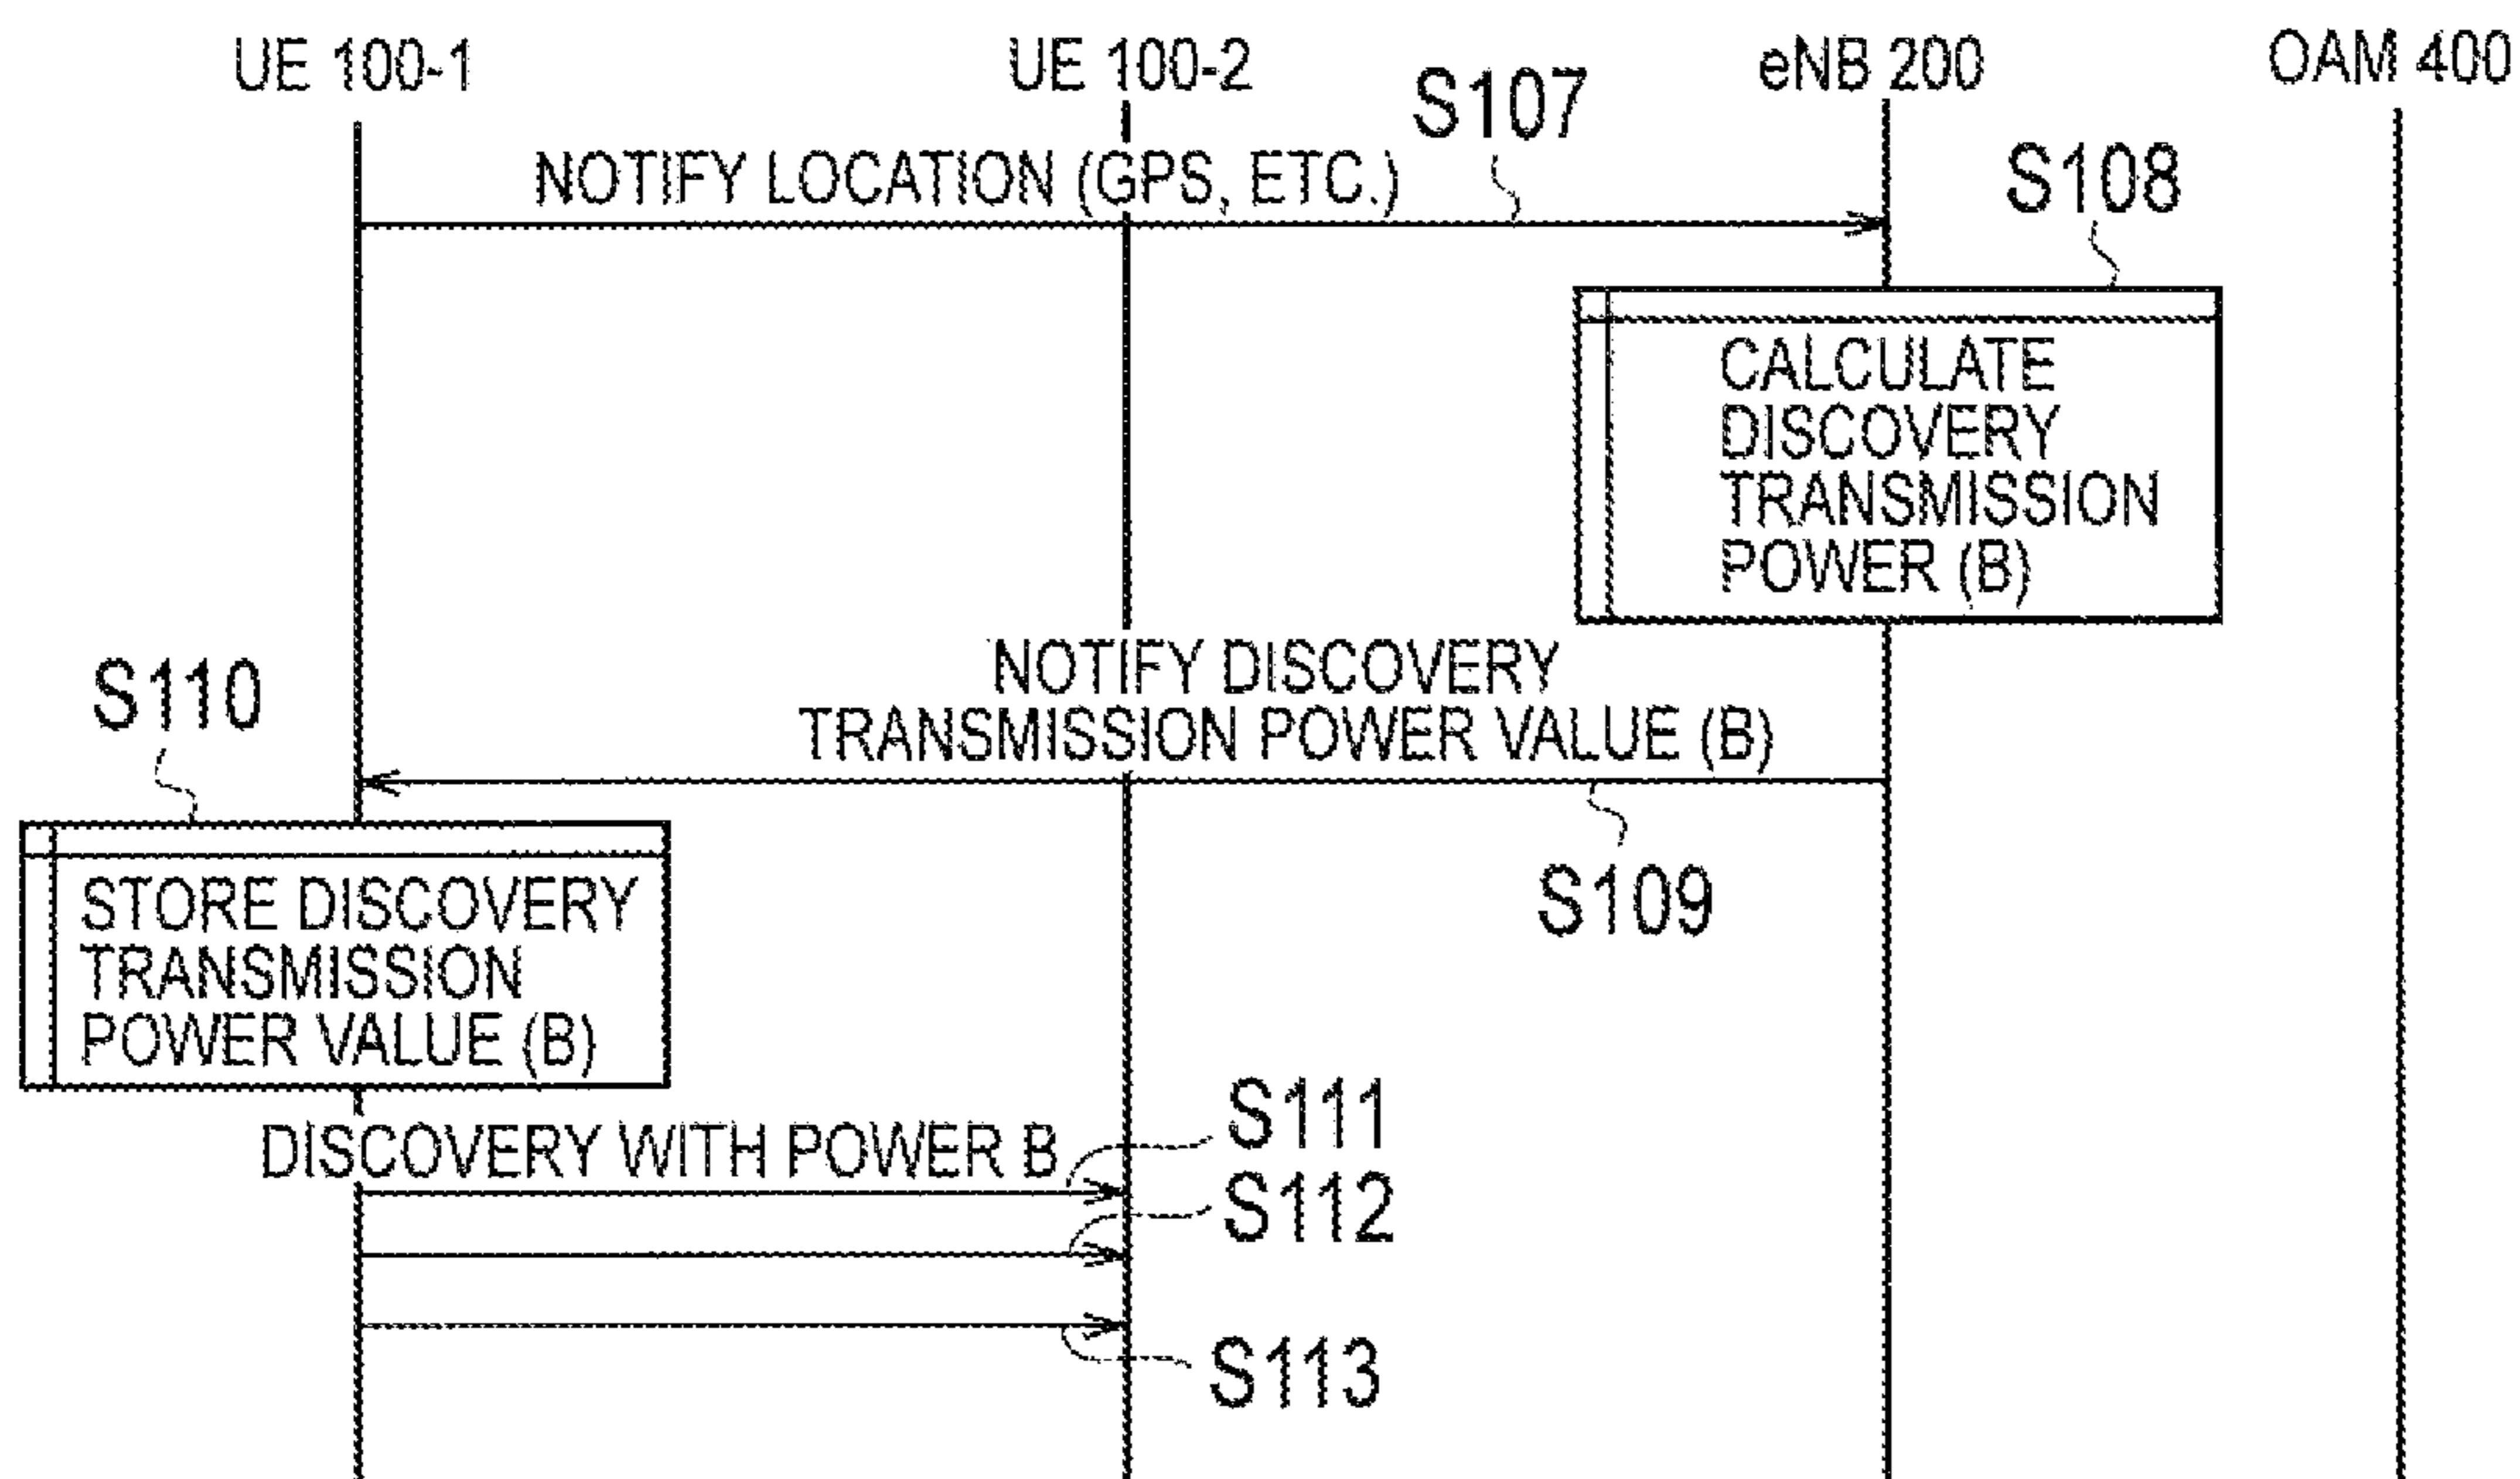 UE 100-1
UE 100-2
eNB 200
OAM 400
S107
NOTIFY LOCATION (GPS, ETC.)
S108
CALCULATE
DISCOVERY
TRANSMISSION
POWER (B)
NOTIFY DISCOVERY
TRANSMISSION POWER VALUE (B)
S110
S109
STORE DISCOVERY
TRANSMISSION
POWER VALUE (B)
DISCOVERY WITH POWER B
S111
S112
S113